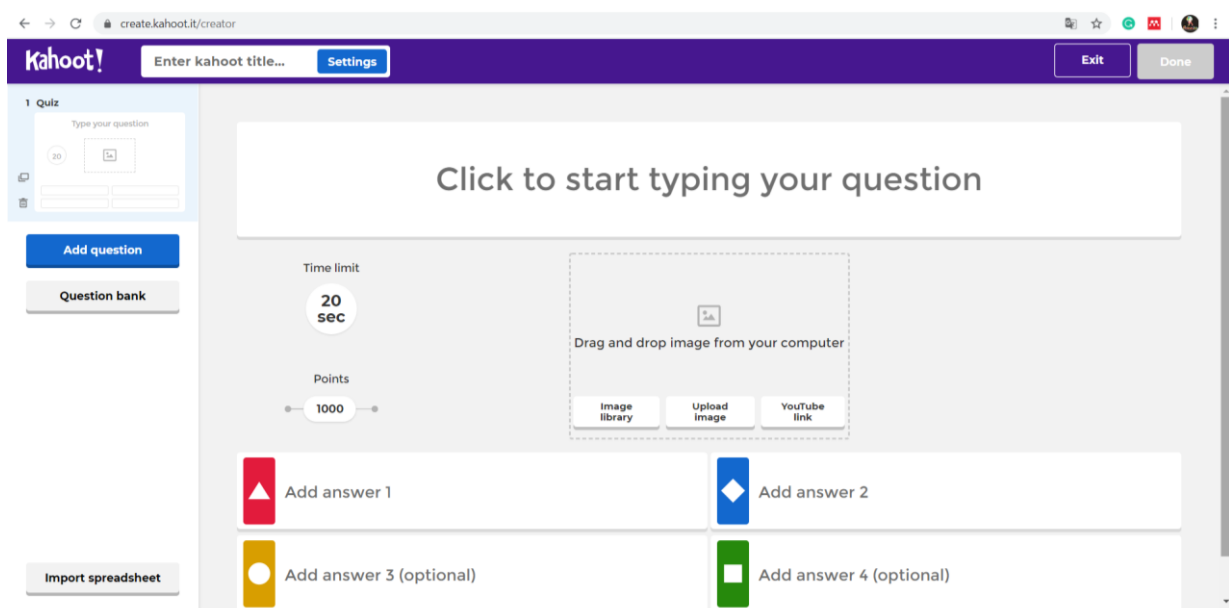 create.kahoot.it/creator
Kahoot!
Enter kahoot title...
Settings
Exit
Done
1 Quiz
Type your question
20
Add question
Question bank
Import spreadsheet
Click to start typing your question
Time limit
20
sec
Points
1000
Drag and drop image from your computer
Image
library
Upload
image
YouTube
link
Add answer 1
Add answer 2
Add answer 3 (optional)
Add answer 4 (optional)